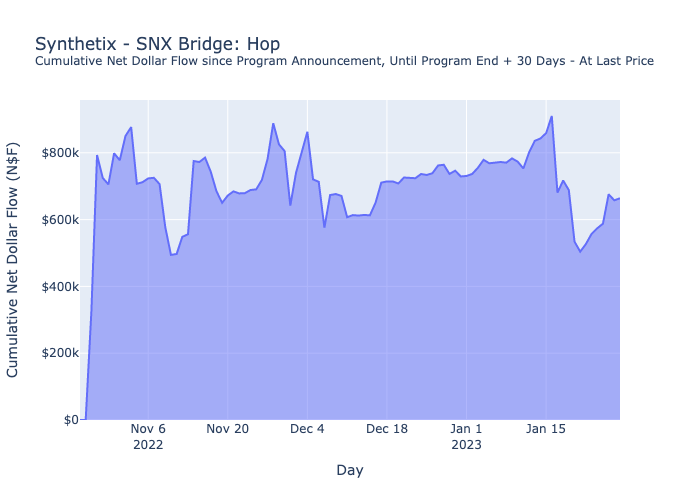 Synthetix - SNX Bridge: Hop
Cumulative Net Dollar Flow since Program Announcement, Until Program End + 30 Days - At Last Price
Cumulative Net Dollar Flow (N$F)
$800k
$600k
$400k
$200k
$0
Nov 6
2022
Nov 20
Dec 4
Dec 18
Jan 1
2023
Jan 15
Day